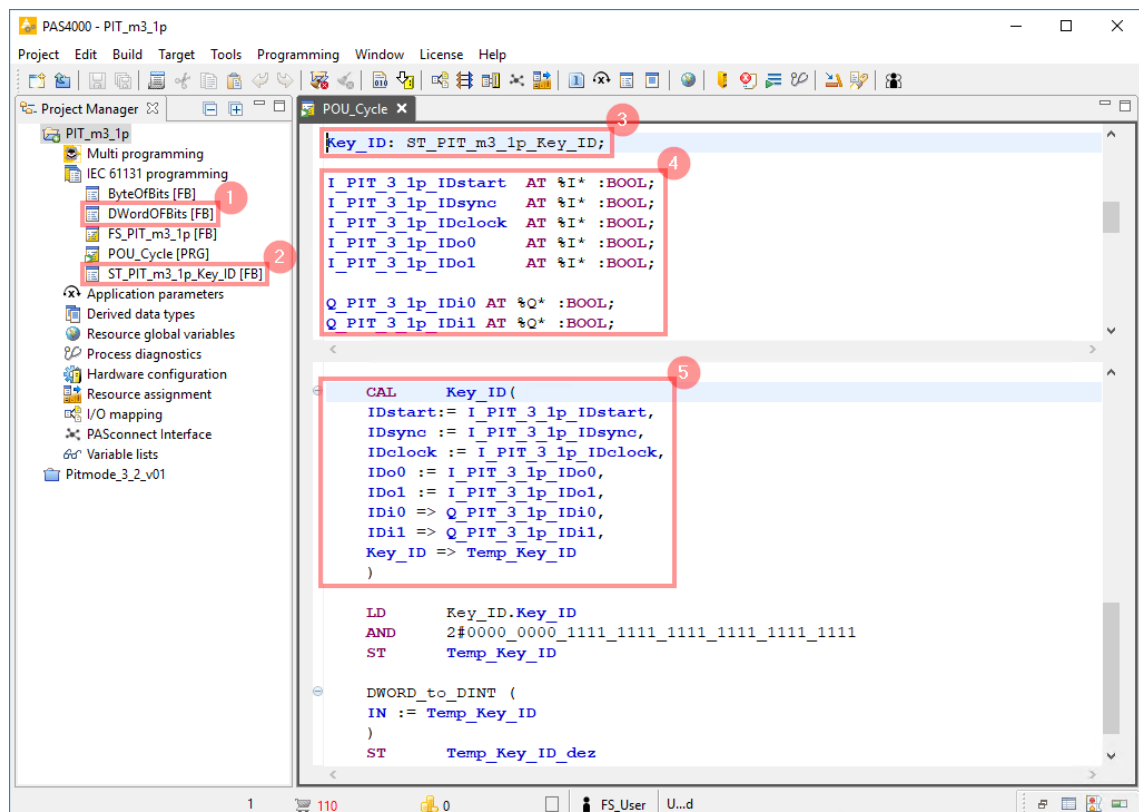 PAS4000 - PIT_m3_1p
Project Edit Build Target Tools Programming Window License Help
Project Manager
PIT_m3_1p
Multi programming
IEC 61131 programming
ByteOfBits [FB]
1
DWordOFBits [FB]
FS_PIT_m3_1p [FB]
POU_Cycle [PRG]
2
ST_PIT_m3_1p_Key_ID [FB]
Application parameters
Derived data types
Resource global variables
Process diagnostics
Hardware configuration
Resource assignment
I/O mapping
PASconnect Interface
Variable lists
Pitmode_3_2_v01
POU_Cycle
3
Key_ID: ST_PIT_m3_1p_Key_ID;
4
I_PIT_3_1p_IDstart AT %I* :BOOL;
I_PIT_3_1p_IDsync AT %I* :BOOL;
I_PIT_3_1p_IDclock AT %I* :BOOL;
I_PIT_3_1p_IDo0 AT %I* :BOOL;
I_PIT_3_1p_IDo1 AT %I* :BOOL;
Q_PIT_3_1p_IDi0 AT %Q* :BOOL;
Q_PIT_3_1p_IDi1 AT %Q* :BOOL;
5
CAL Key_ID(
IDstart:= I_PIT_3_1p_IDstart,
IDsync := I_PIT_3_1p_IDsync,
IDclock := I_PIT_3_1p_IDclock,
IDo0 := I_PIT_3_1p_IDo0,
IDo1 := I_PIT_3_1p_IDo1,
IDi0 => Q_PIT_3_1p_IDi0,
IDi1 => Q_PIT_3_1p_IDi1,
Key_ID => Temp_Key_ID
)
LD Key_ID.Key_ID
AND 2#0000_0000_1111_1111_1111_1111_1111_1111
ST Temp_Key_ID
DWORD_to_DINT (
IN := Temp_Key_ID
)
ST Temp_Key_ID_dez
1 110 0 FS_User U...d